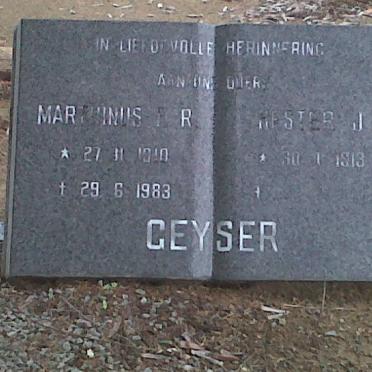 IN LIEFDEVOLLE HERINNERING
AAN ONS OUERS
MARTHINUS R.
* 27 11 1910
† 29 6 1983
HESTER J
* 30 1 1913
†
GEYSER